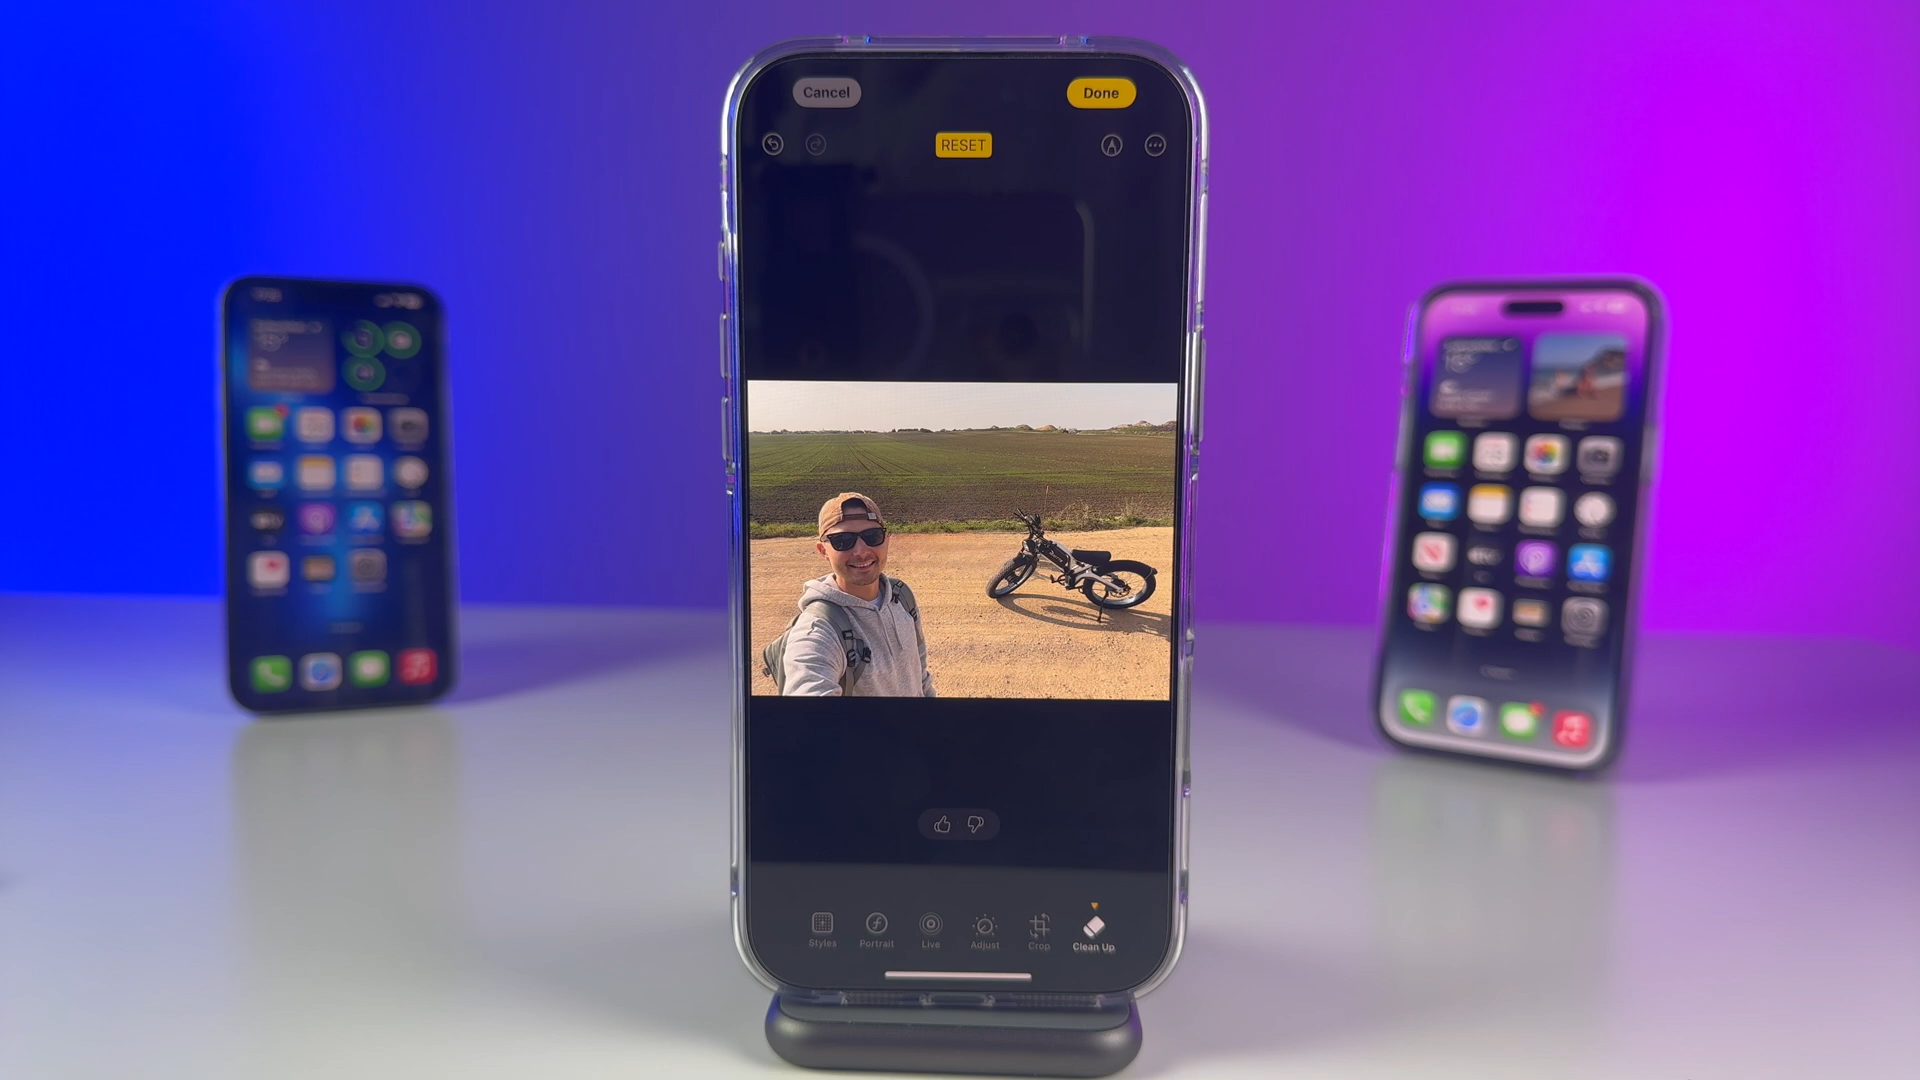 Cancel
Done
RESET
Styles
Portrait
Live
Adjust
Crop
Clean Up